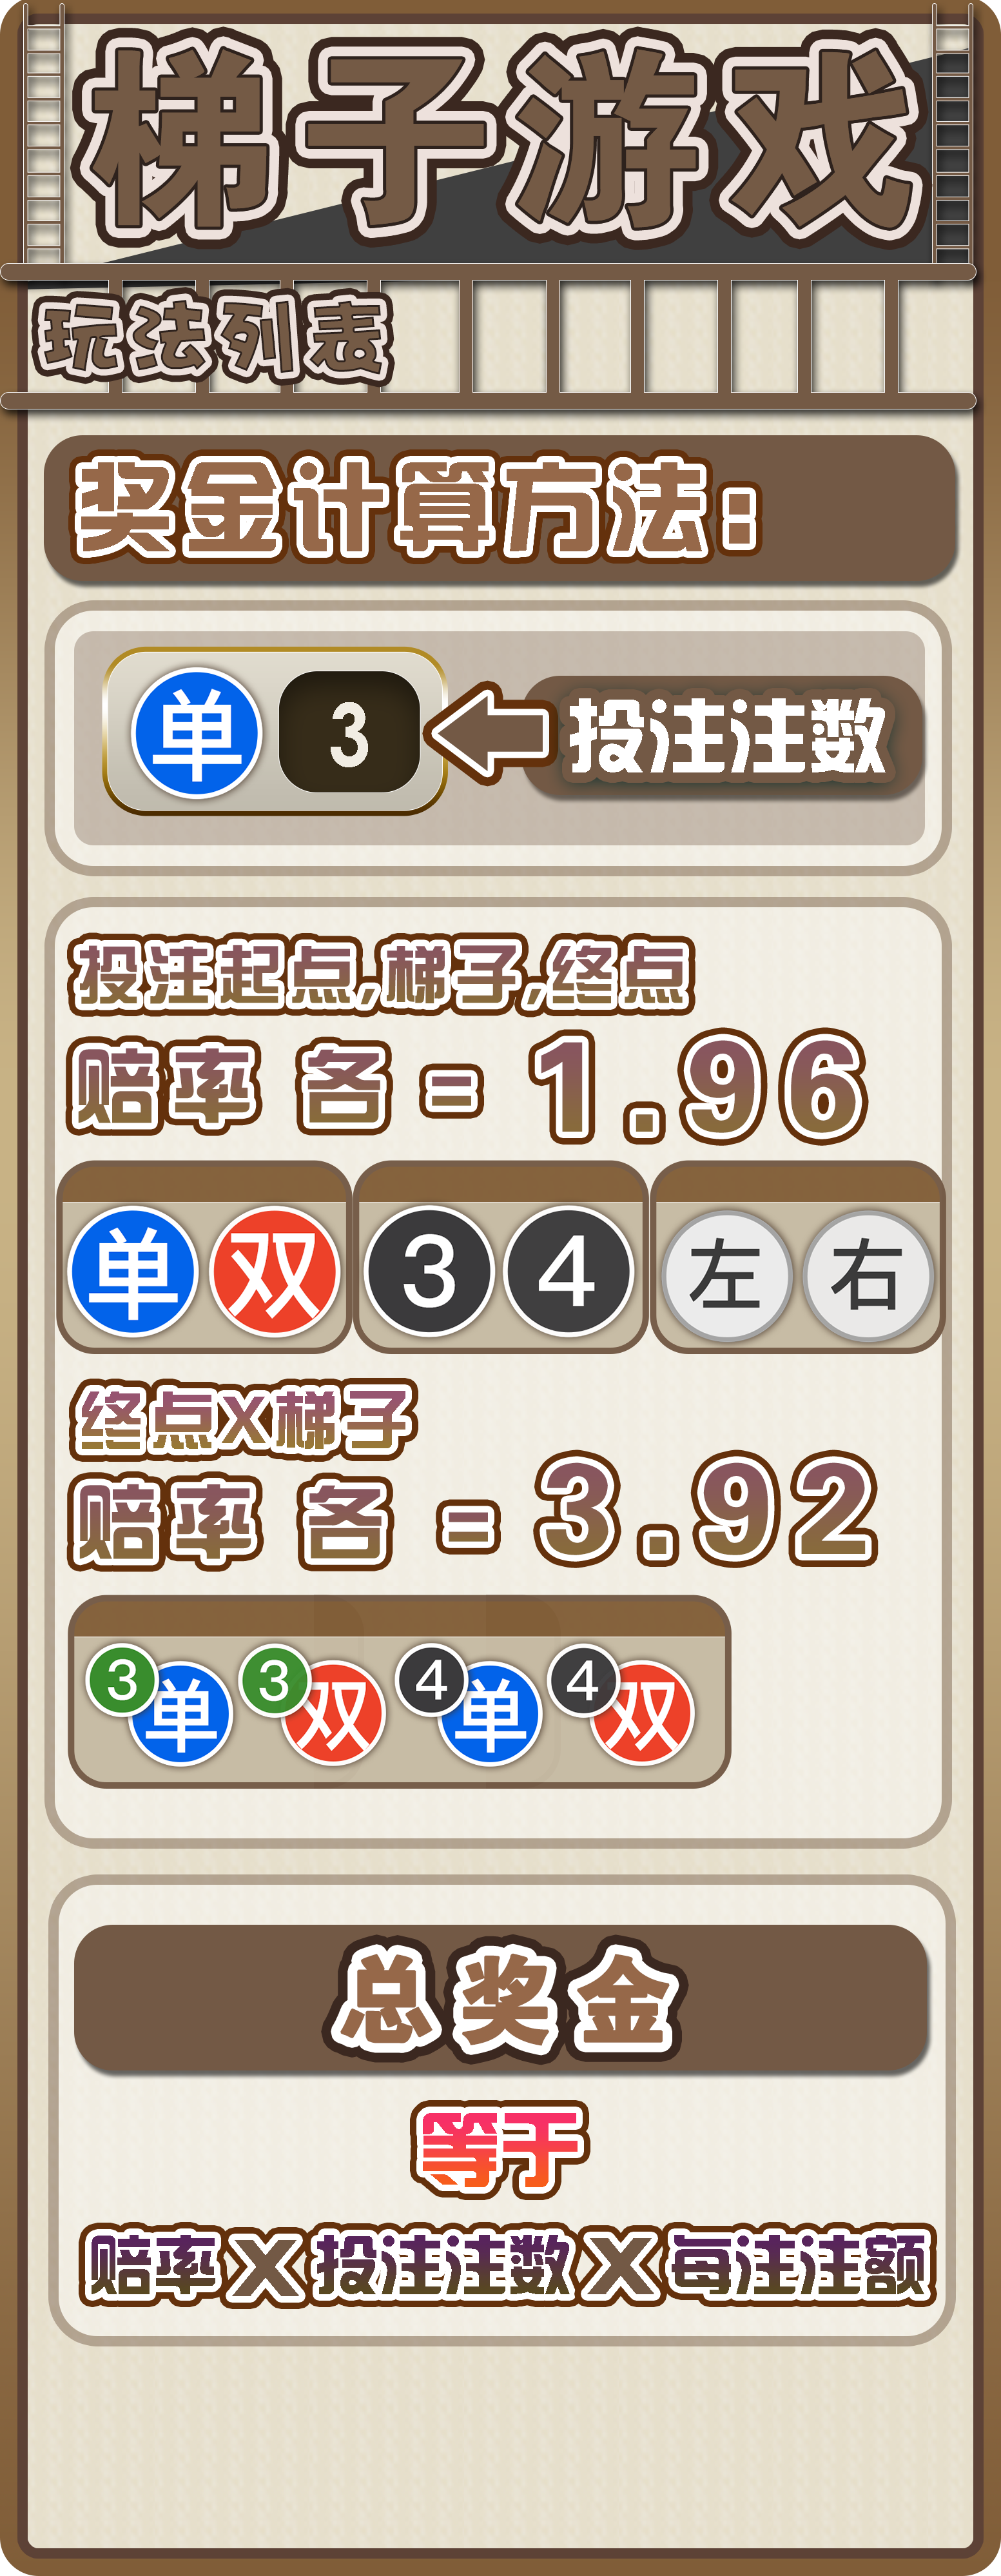 梯子游戏
玩法列表
奖金计算方法:
单 3 投注注数
投注起点,梯子,终点
赔率 各 = 1.96
单 双 3 4 左 右
终点X梯子
赔率 各 = 3.92
3 单 3 双 4 单 4 双
总奖金
等于
赔率X投注注数X每注注额